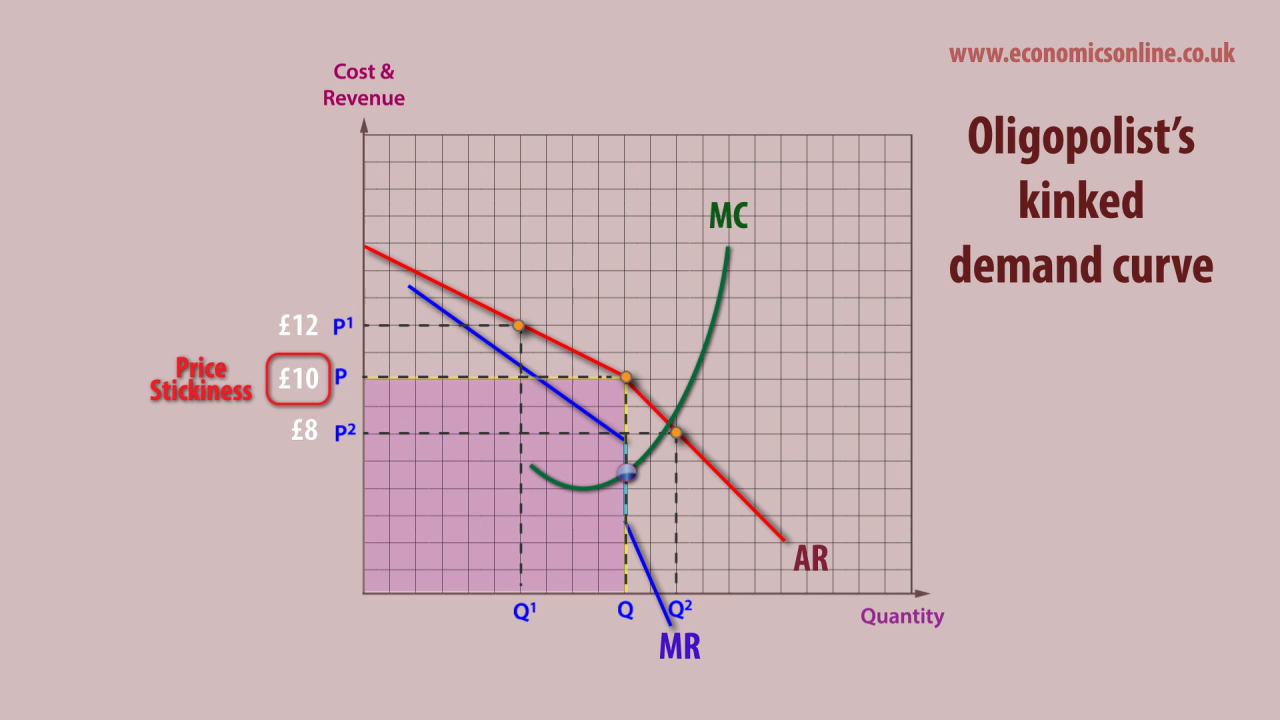 www.economicsonline.co.uk
Cost &
Revenue
Oligopolist's
kinked
demand curve
MC
£12 P¹
Price
Stickiness
£10 P
£8 P²
AR
Q¹ Q Q²
Quantity
MR